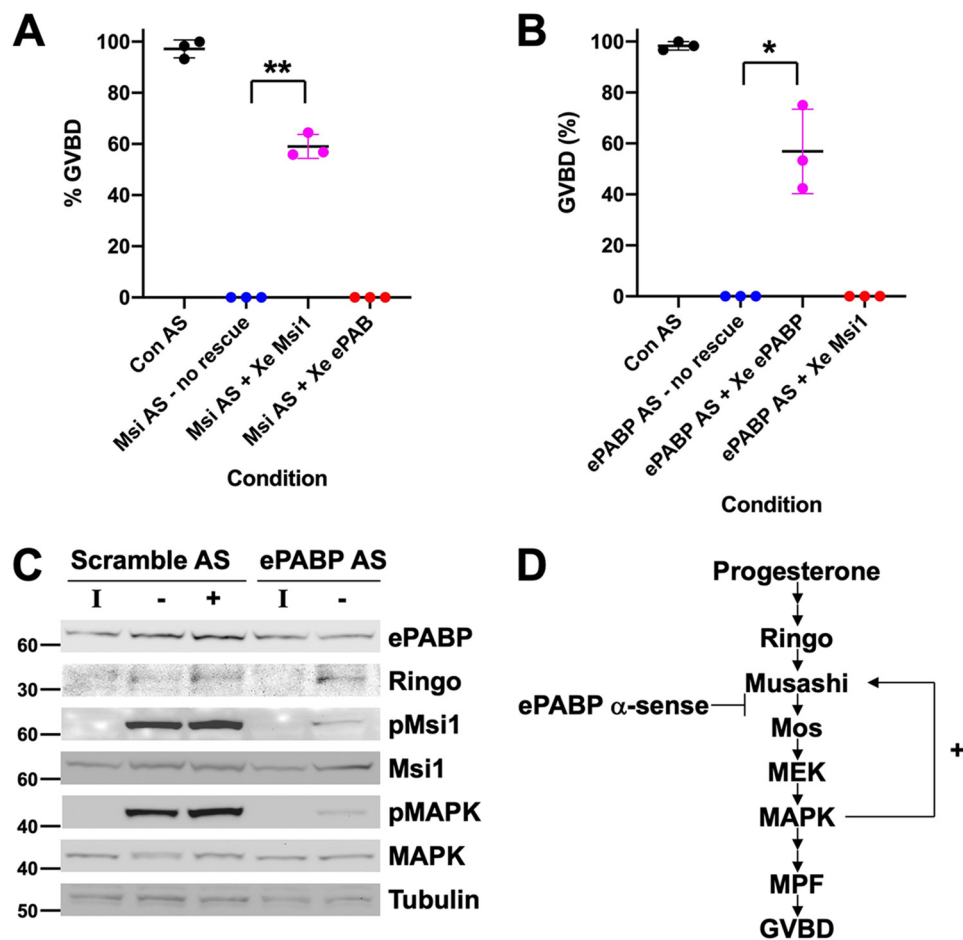 A
% GVBD
100
80
60
40
20
0
**
Con AS
Msi AS - no rescue
Msi AS + Xe Msi1
Msi AS + Xe ePAB
Condition
B
GVBD (%)
100
80
60
40
20
0
*
Con AS
ePABP AS - no rescue
ePABP AS + Xe ePABP
ePABP AS + Xe Msi1
Condition
C
Scramble AS ePABP AS
I - + I -
60 ePABP
30 Ringo
60 pMsi1
60 Msi1
40 pMAPK
40 MAPK
50 Tubulin
D
Progesterone
Ringo
Musashi
ePABP α-sense
Mos
+
MEK
MAPK
MPF
GVBD